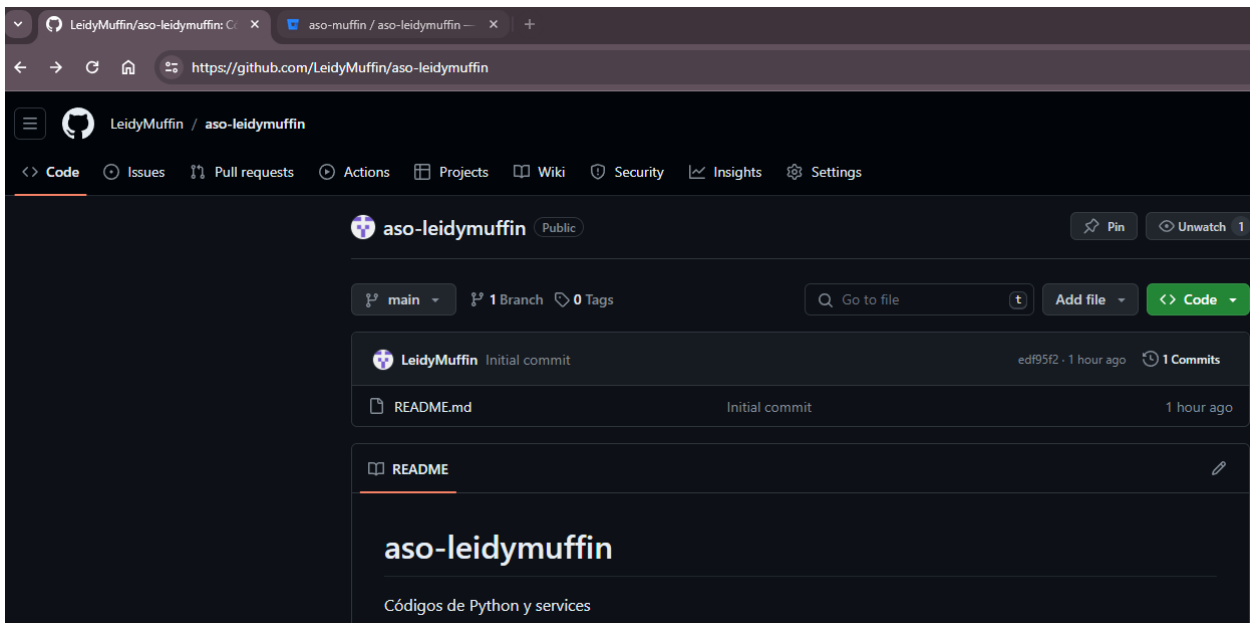 LeidyMuffin/aso-leidymuffin: Co
aso-muffin / aso-leidymuffin —
https://github.com/LeidyMuffin/aso-leidymuffin
LeidyMuffin / aso-leidymuffin
<> Code Issues Pull requests Actions Projects Wiki Security Insights Settings
aso-leidymuffin Public Pin Unwatch 1
main 1 Branch 0 Tags Go to file t Add file <> Code
LeidyMuffin Initial commit edf95f2 · 1 hour ago 1 Commits
README.md Initial commit 1 hour ago
README
aso-leidymuffin
Códigos de Python y services